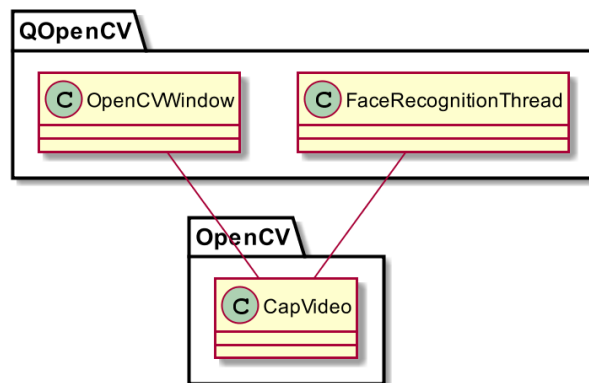 QOpenCV
C OpenCVWindow
C FaceRecognitionThread
OpenCV
C CapVideo